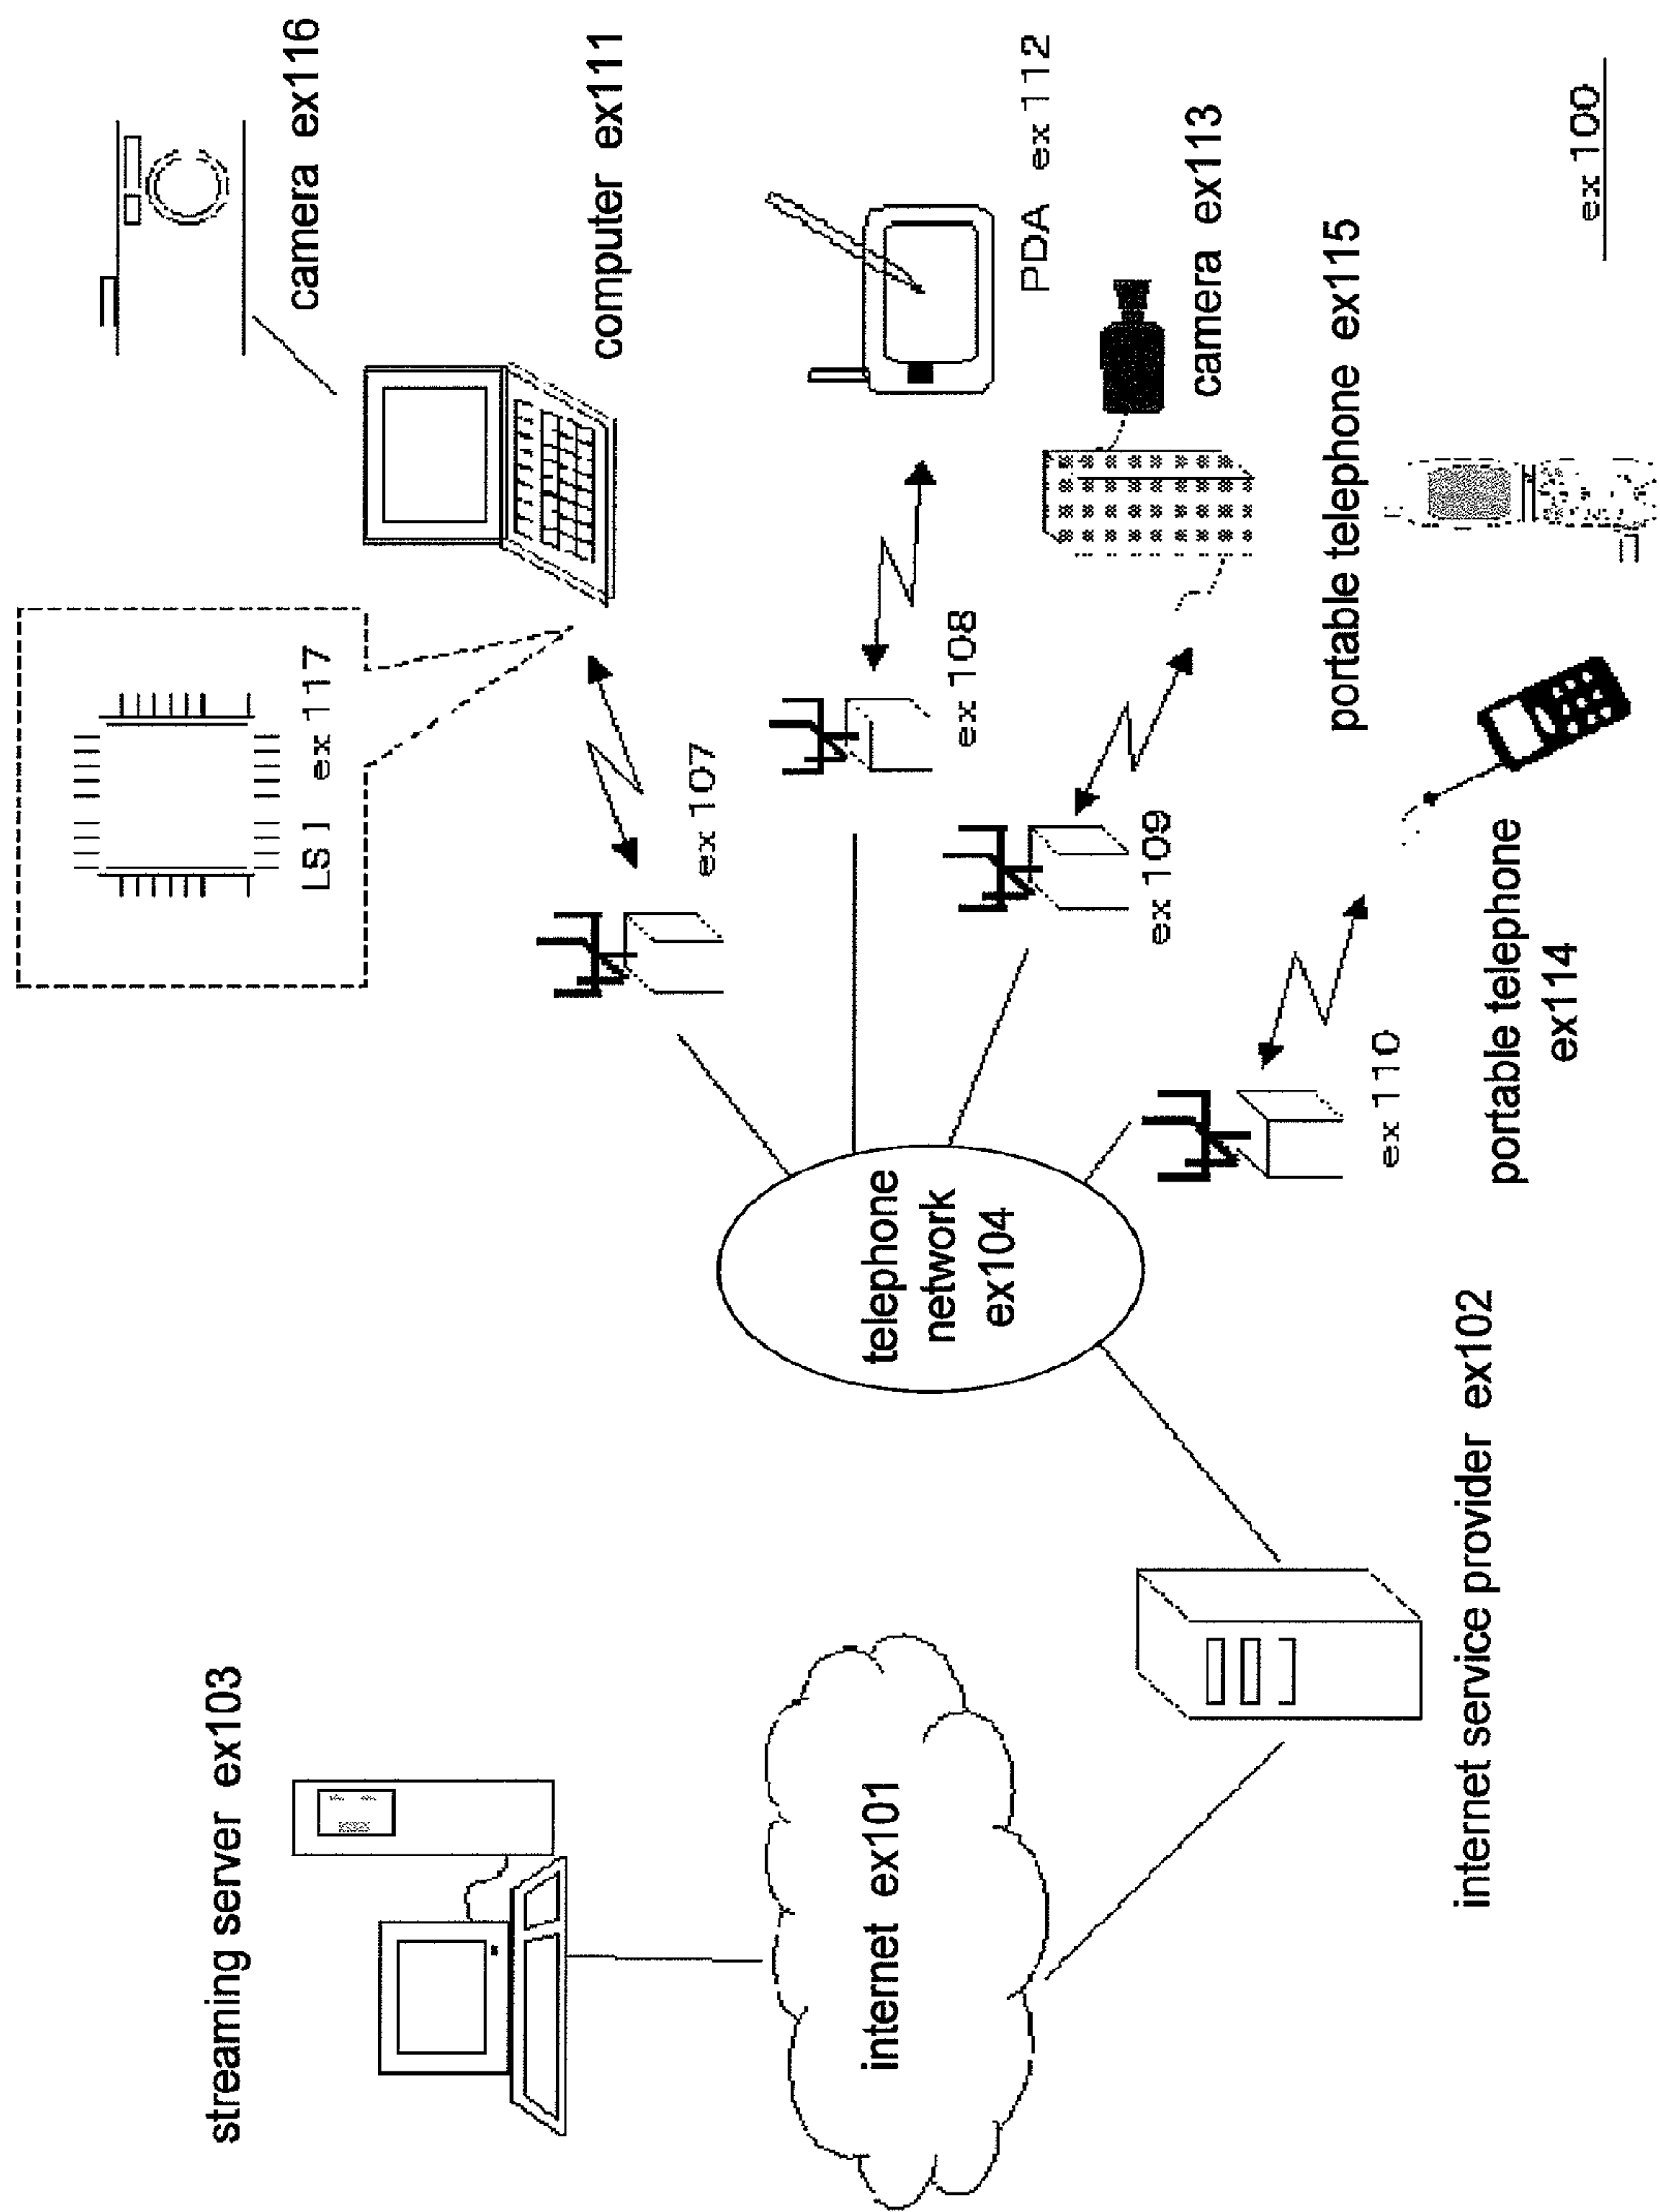 streaming server ex103
internet ex101
internet service provider ex102
telephone
network
ex104
LSI ex117
ex107
ex108
ex109
ex110
camera ex116
computer ex111
PDA ex112
camera ex113
portable telephone ex115
portable telephone
ex114
ex100